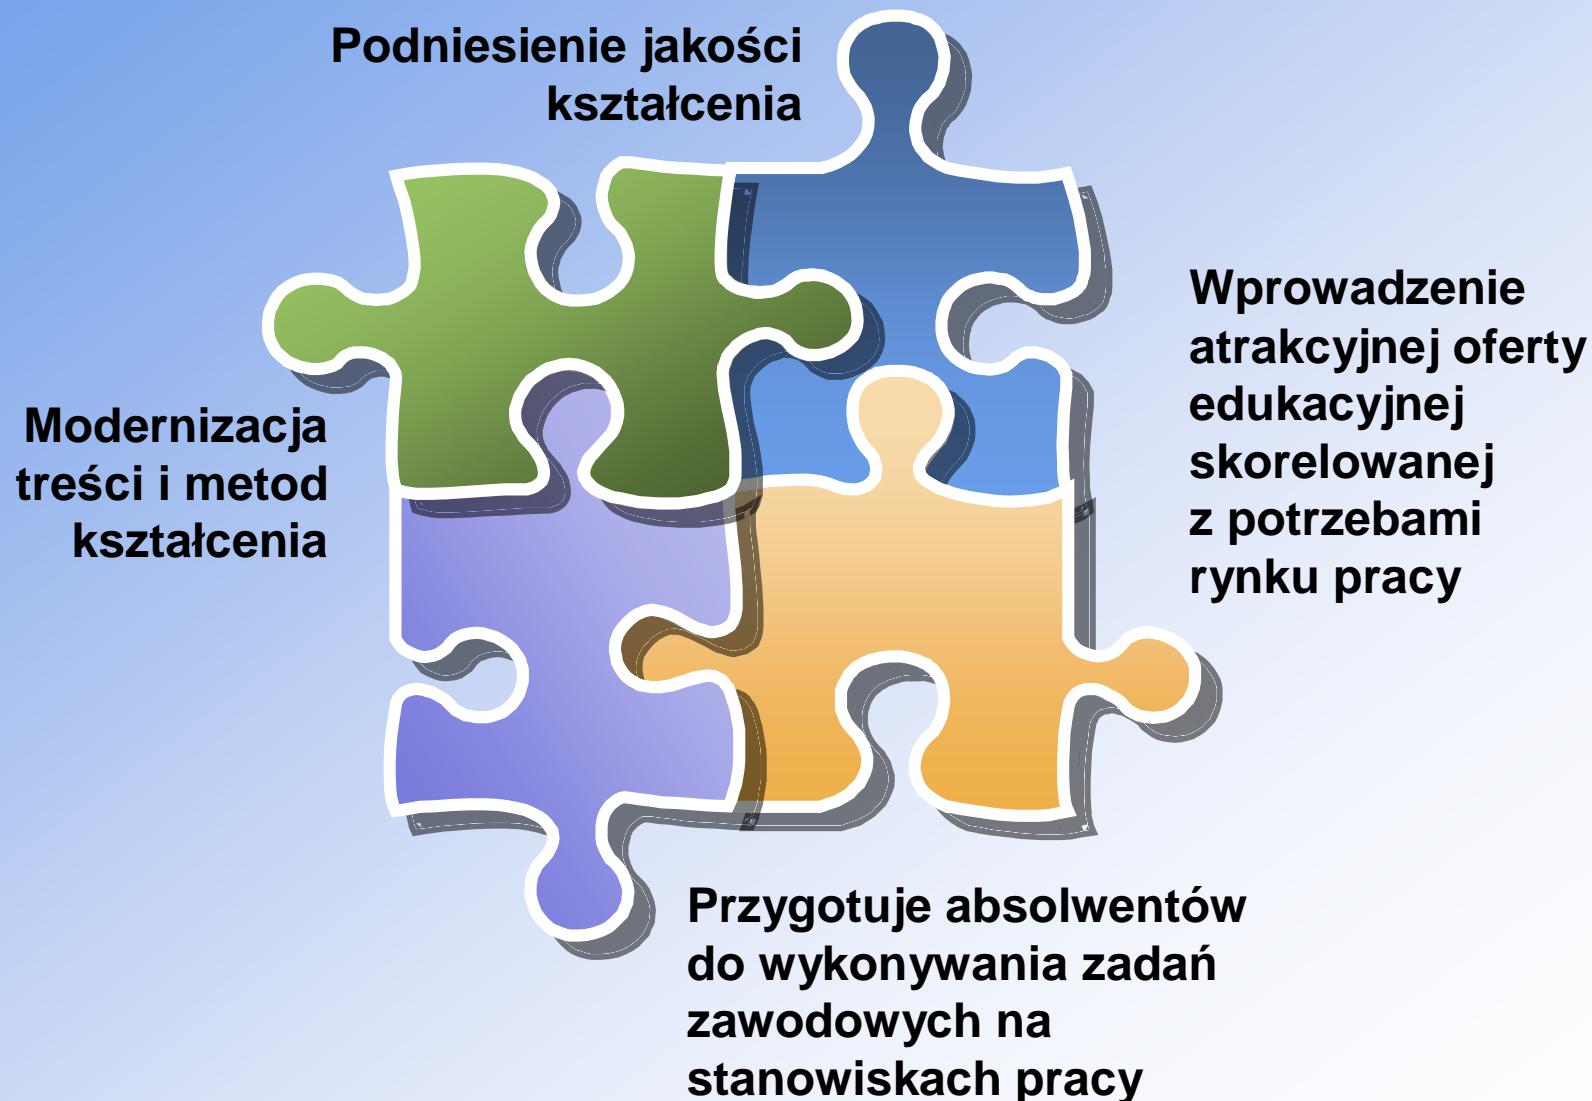 Podniesienie jakości
kształcenia
Wprowadzenie
atrakcyjnej oferty
edukacyjnej
skorelowanej
z potrzebami
rynku pracy
Modernizacja
treści i metod
kształcenia
Przygotuje absolwentów
do wykonywania zadań
zawodowych na
stanowiskach pracy